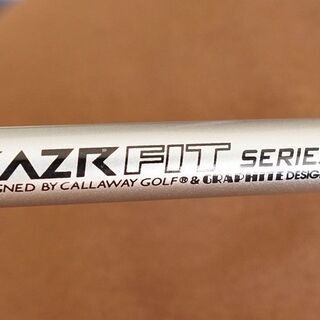 AZR FIT SERIES
GNED BY CALLAWAY GOLF® & GRAPHITE DESIG